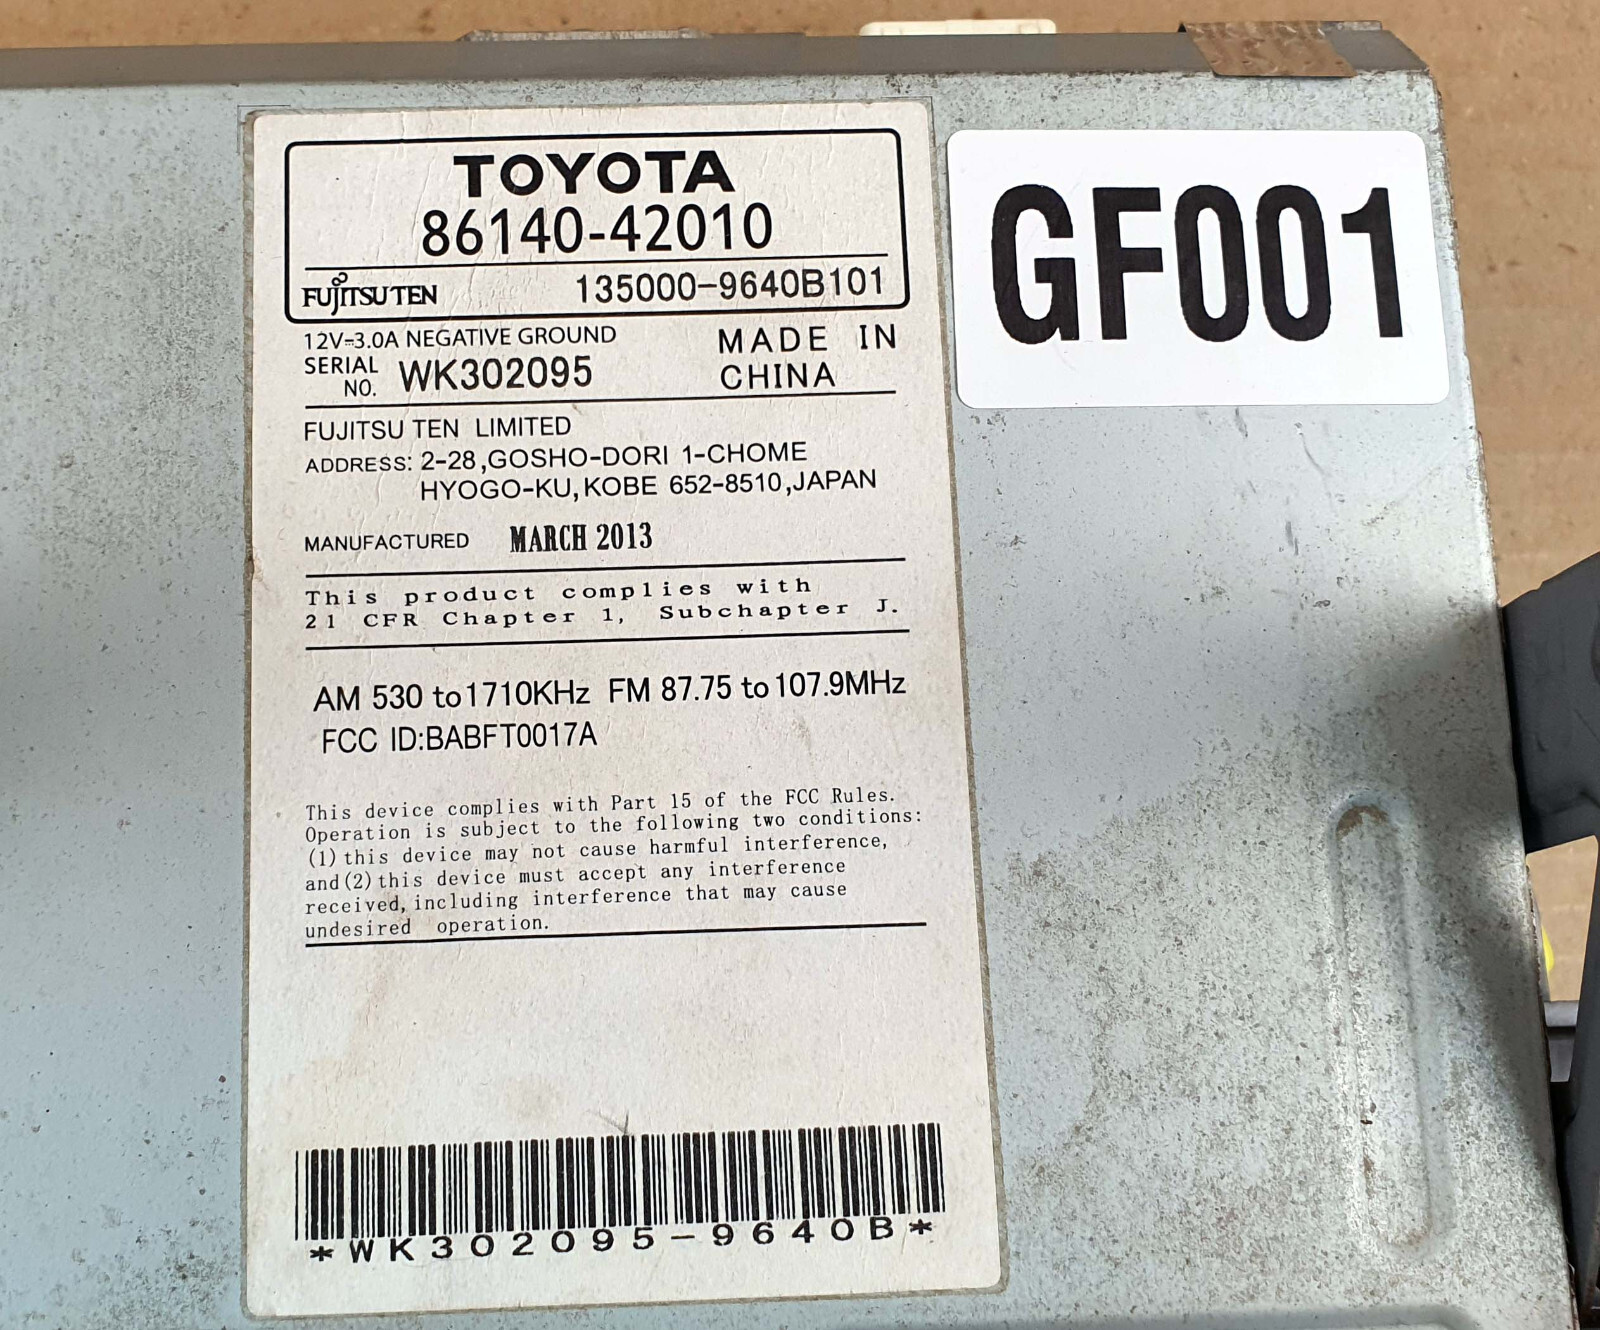 TOYOTA
86140-42010
FUJITSU TEN 135000-9640B101
12V⎓3.0A NEGATIVE GROUND
SERIAL NO. WK302095
MADE IN
CHINA
FUJITSU TEN LIMITED
ADDRESS: 2-28,GOSHO-DORI 1-CHOME
HYOGO-KU,KOBE 652-8510,JAPAN
MANUFACTURED MARCH 2013
This product complies with
21 CFR Chapter 1, Subchapter J.
AM 530 to 1710KHz FM 87.75 to 107.9MHz
FCC ID:BABFT0017A
This device complies with Part 15 of the FCC Rules.
Operation is subject to the following two conditions:
(1) this device may not cause harmful interference,
and (2) this device must accept any interference
received, including interference that may cause
undesired operation.
*WK302095-9640B*
GF001